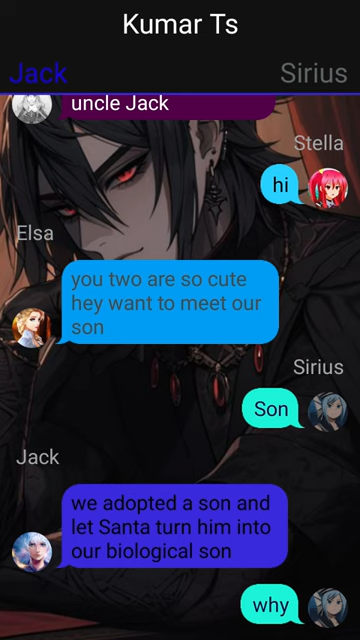 Kumar Ts
Jack
Sirius
uncle Jack
Stella
hi
Elsa
you two are so cute
hey want to meet our
son
Sirius
Son
Jack
we adopted a son and
let Santa turn him into
our biological son
why